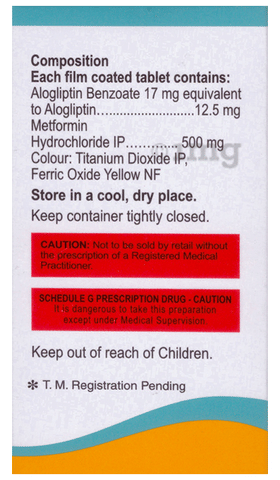 Composition
Each film coated tablet contains:
Alogliptin Benzoate 17 mg equivalent
to Alogliptin............................12.5 mg
Metformin
Hydrochloride IP.............500 mg
Colour: Titanium Dioxide IP,
Ferric Oxide Yellow NF
Store in a cool, dry place.
Keep container tightly closed.
CAUTION: Not to be sold by retail without
the prescription of a Registered Medical
Practitioner.
SCHEDULE G PRESCRIPTION DRUG - CAUTION
It is dangerous to take this preparation
except under Medical Supervision
Keep out of reach of Children.
* T. M. Registration Pending